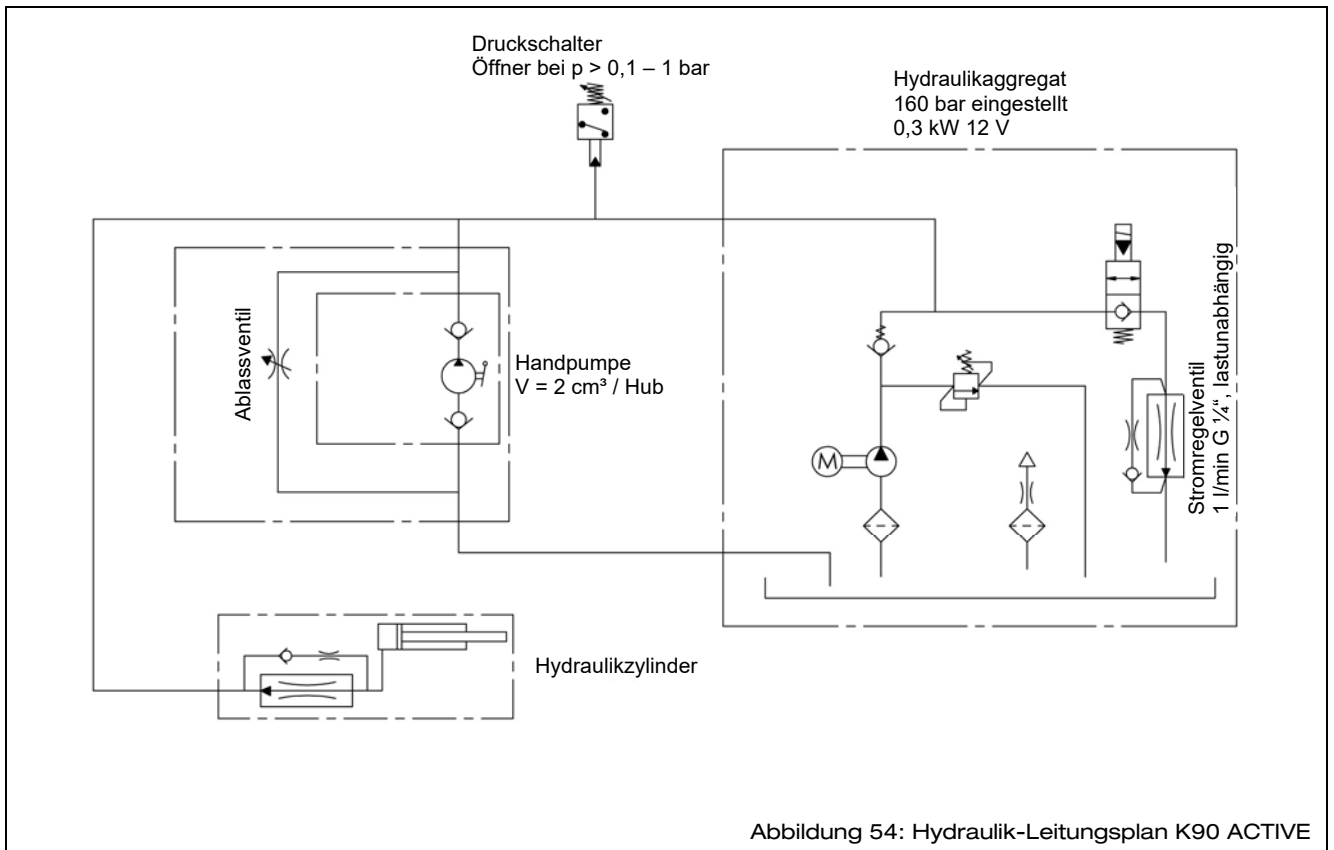 Druckschalter
Öffner bei p > 0,1 – 1 bar
Hydraulikaggregat
160 bar eingestellt
0,3 kW 12 V
Ablassventil
Handpumpe
V = 2 cm³ / Hub
M
Stromregelventil
1 l/min G ¼“, lastunabhängig
Hydraulikzylinder
Abbildung 54: Hydraulik-Leitungsplan K90 ACTIVE